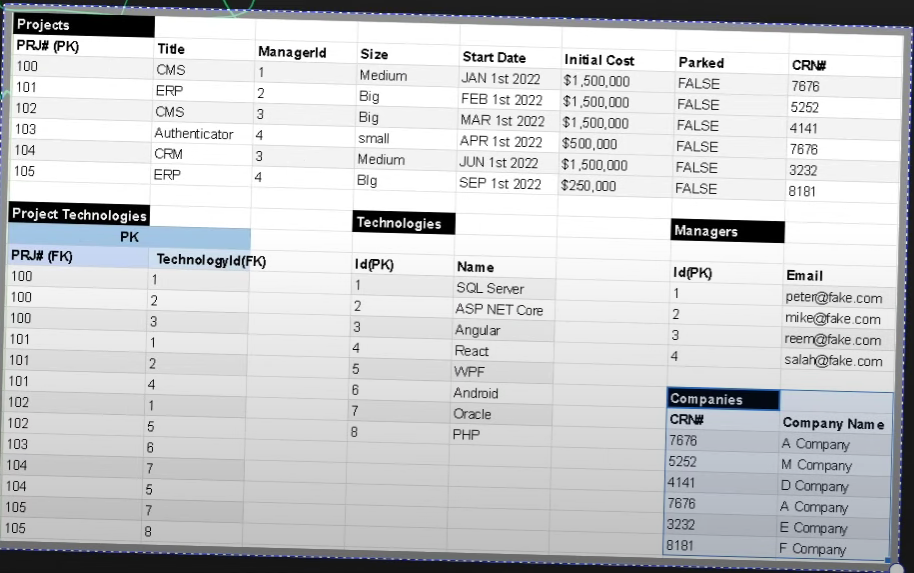 Projects
PRJ# (PK) Title ManagerId Size Start Date Initial Cost Parked CRN#
100 CMS 1 Medium JAN 1st 2022 $1,500,000 FALSE 7676
101 ERP 2 Big FEB 1st 2022 $1,500,000 FALSE 5252
102 CMS 3 Big MAR 1st 2022 $1,500,000 FALSE 4141
103 Authenticator 4 small APR 1st 2022 $500,000 FALSE 7676
104 CRM 3 Medium JUN 1st 2022 $1,500,000 FALSE 3232
105 ERP 4 BIg SEP 1st 2022 $250,000 FALSE 8181
Project Technologies
PK
PRJ# (FK) TechnologyId(FK)
100 1
100 2
100 3
101 1
101 2
101 4
102 1
102 5
103 6
104 7
104 5
105 7
105 8
Technologies
Id(PK) Name
1 SQL Server
2 ASP NET Core
3 Angular
4 React
5 WPF
6 Android
7 Oracle
8 PHP
Managers
Id(PK) Email
1 peter@fake.com
2 mike@fake.com
3 reem@fake.com
4 salah@fake.com
Companies
CRN# Company Name
7676 A Company
5252 M Company
4141 D Company
7676 A Company
3232 E Company
8181 F Company